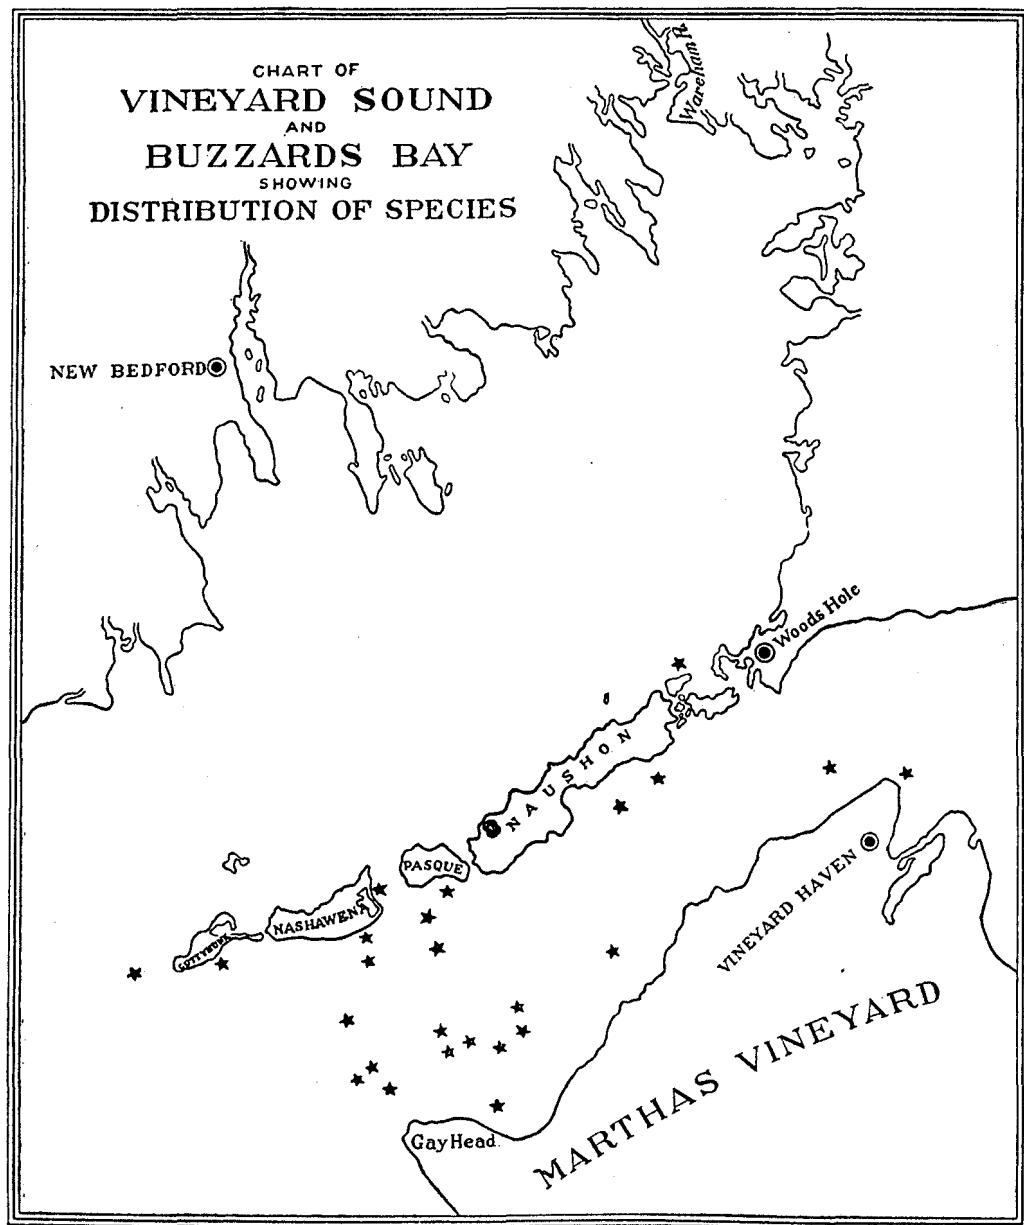 CHART OF
VINEYARD SOUND
AND
BUZZARDS BAY
SHOWING
DISTRIBUTION OF SPECIES
Wareham R.
NEW BEDFORD
Woods Hole
NAUSHON
PASQUE
NASHAWENA
CUTTYHUNK
VINEYARD HAVEN
MARTHAS VINEYARD
Gay Head